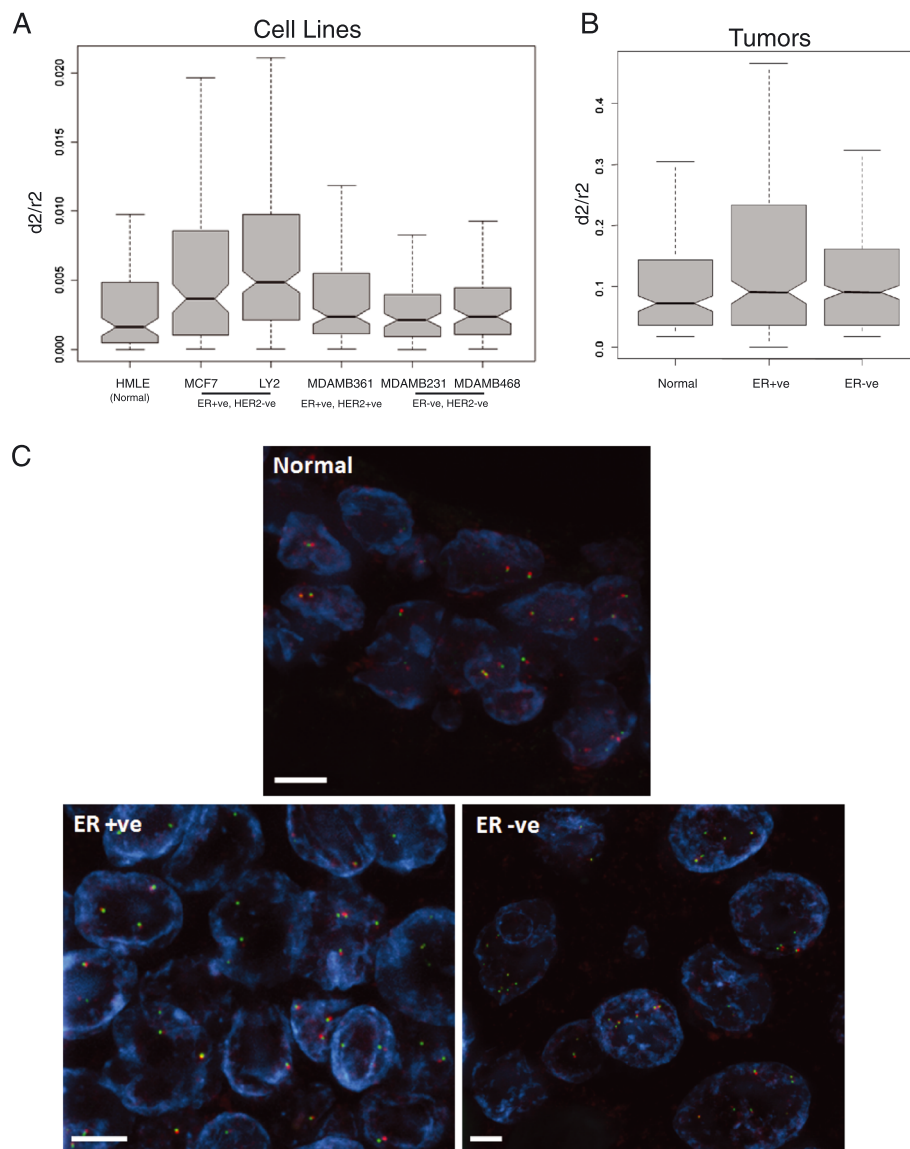 A
Cell Lines
d2/r2
0.000
0.005
0.010
0.015
0.020
HMLE
(Normal)
MCF7
LY2
MDAMB361
MDAMB231
MDAMB468
ER+ve, HER2-ve
ER+ve, HER2+ve
ER-ve, HER2-ve
B
Tumors
d2/r2
0.0
0.1
0.2
0.3
0.4
Normal
ER+ve
ER-ve
C
Normal
ER +ve
ER -ve